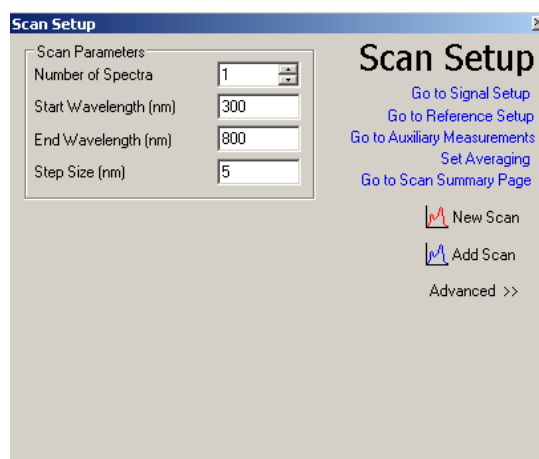 Scan Setup
Scan Parameters
Number of Spectra 1
Start Wavelength (nm) 300
End Wavelength (nm) 800
Step Size (nm) 5
Scan Setup
Go to Signal Setup
Go to Reference Setup
Go to Auxiliary Measurements
Set Averaging
Go to Scan Summary Page
New Scan
Add Scan
Advanced >>